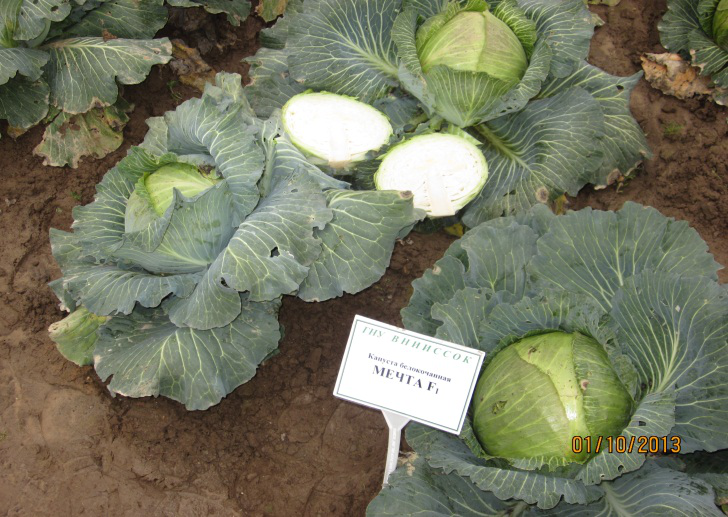 ГНУ ВНИИССОК
Капуста белокочанная
МЕЧТА F1
01/10/2013